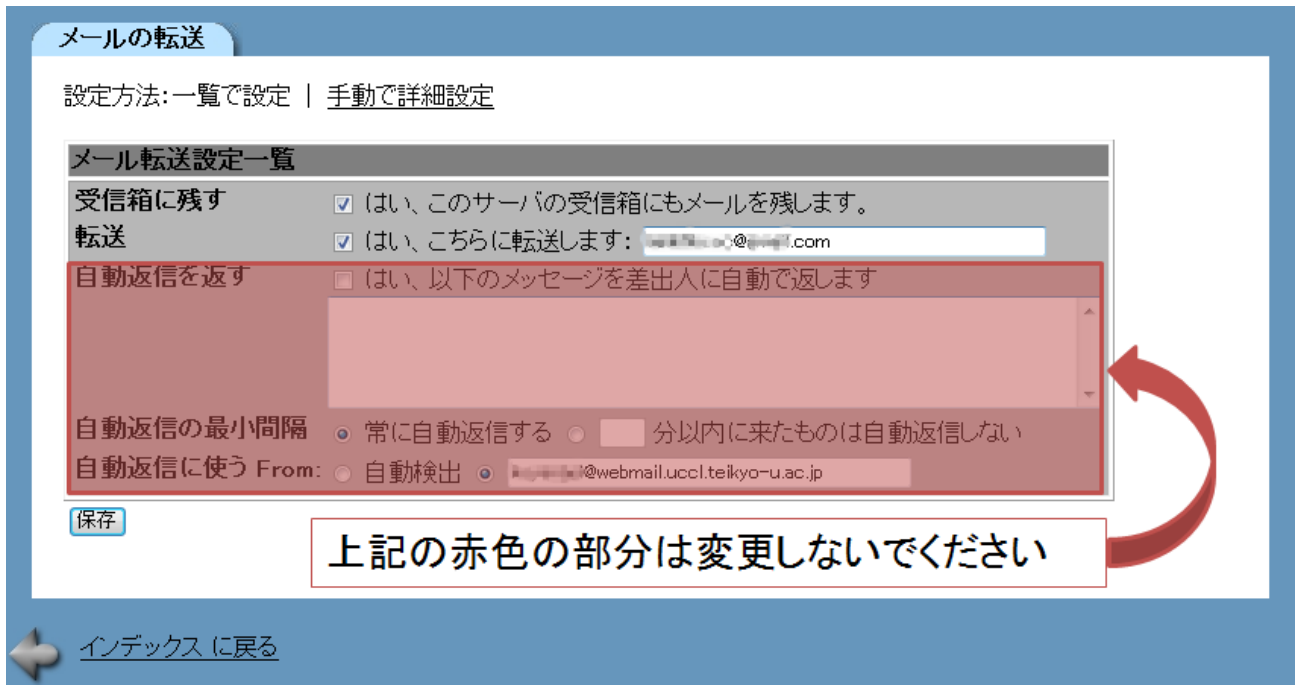 メールの転送
設定方法:一覧で設定 | 手動で詳細設定
メール転送設定一覧
受信箱に残す はい、このサーバの受信箱にもメールを残します。
転送 はい、こちらに転送します: @ .com
自動返信を返す はい、以下のメッセージを差出人に自動で返します
自動返信の最小間隔 常に自動返信する 分以内に来たものは自動返信しない
自動返信に使う From: 自動検出 @webmail.uccl.teikyo-u.ac.jp
保存
上記の赤色の部分は変更しないでください
インデックス に戻る